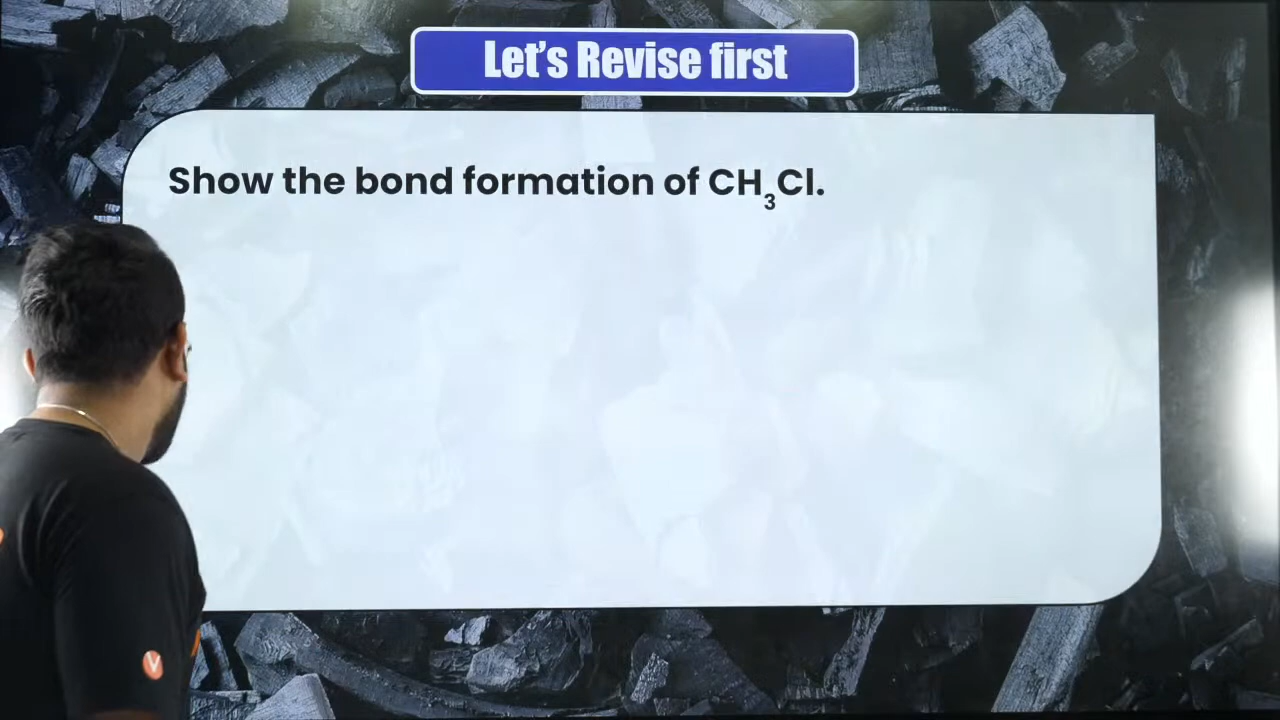 Let's Revise first
Show the bond formation of CH₃Cl.
V